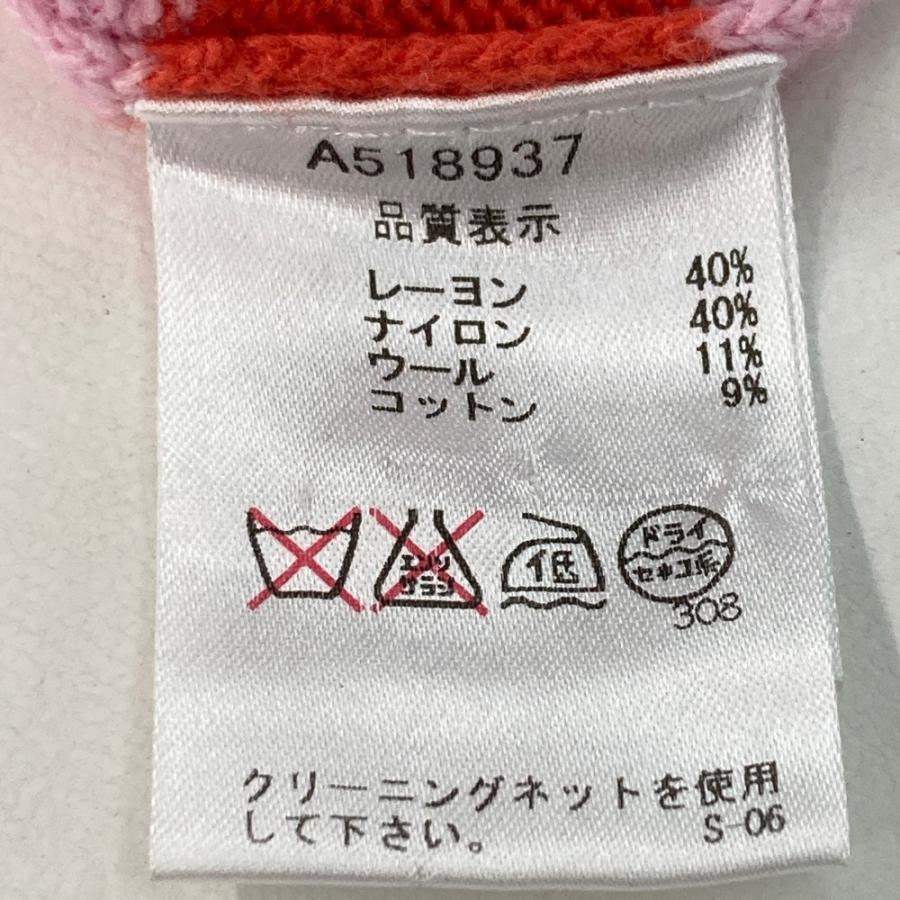 A518937
品質表示
レーヨン 40%
ナイロン 40%
ウール 11%
コットン 9%
エンソ
サラシ
低
ドライ
セキユ系
308
クリーニングネットを使用
して下さい。 S-06